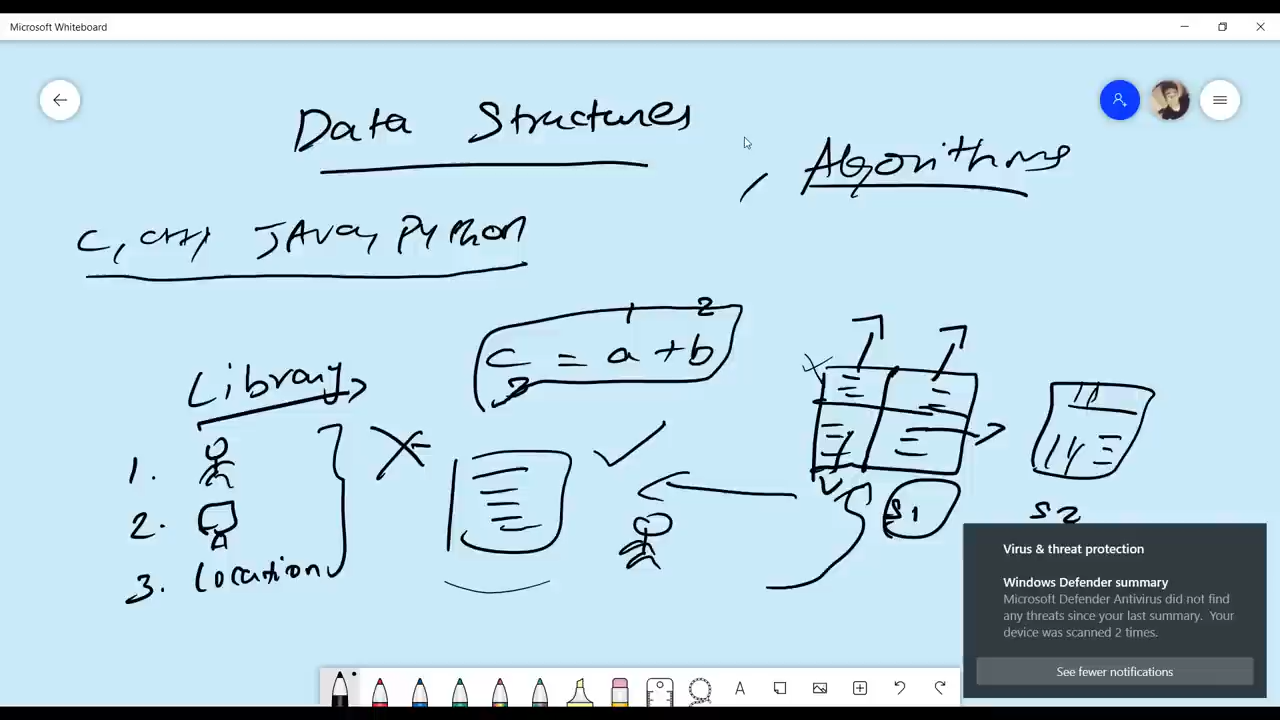 Microsoft Whiteboard
Data Structures
, Algorithms
C, C++, JAVA, PYTHON
1 2
c = a + b
3
Library
1.
2.
3. Location
S1
S2
Virus & threat protection
Windows Defender summary
Microsoft Defender Antivirus did not find
any threats since your last summary. Your
device was scanned 2 times.
See fewer notifications
A